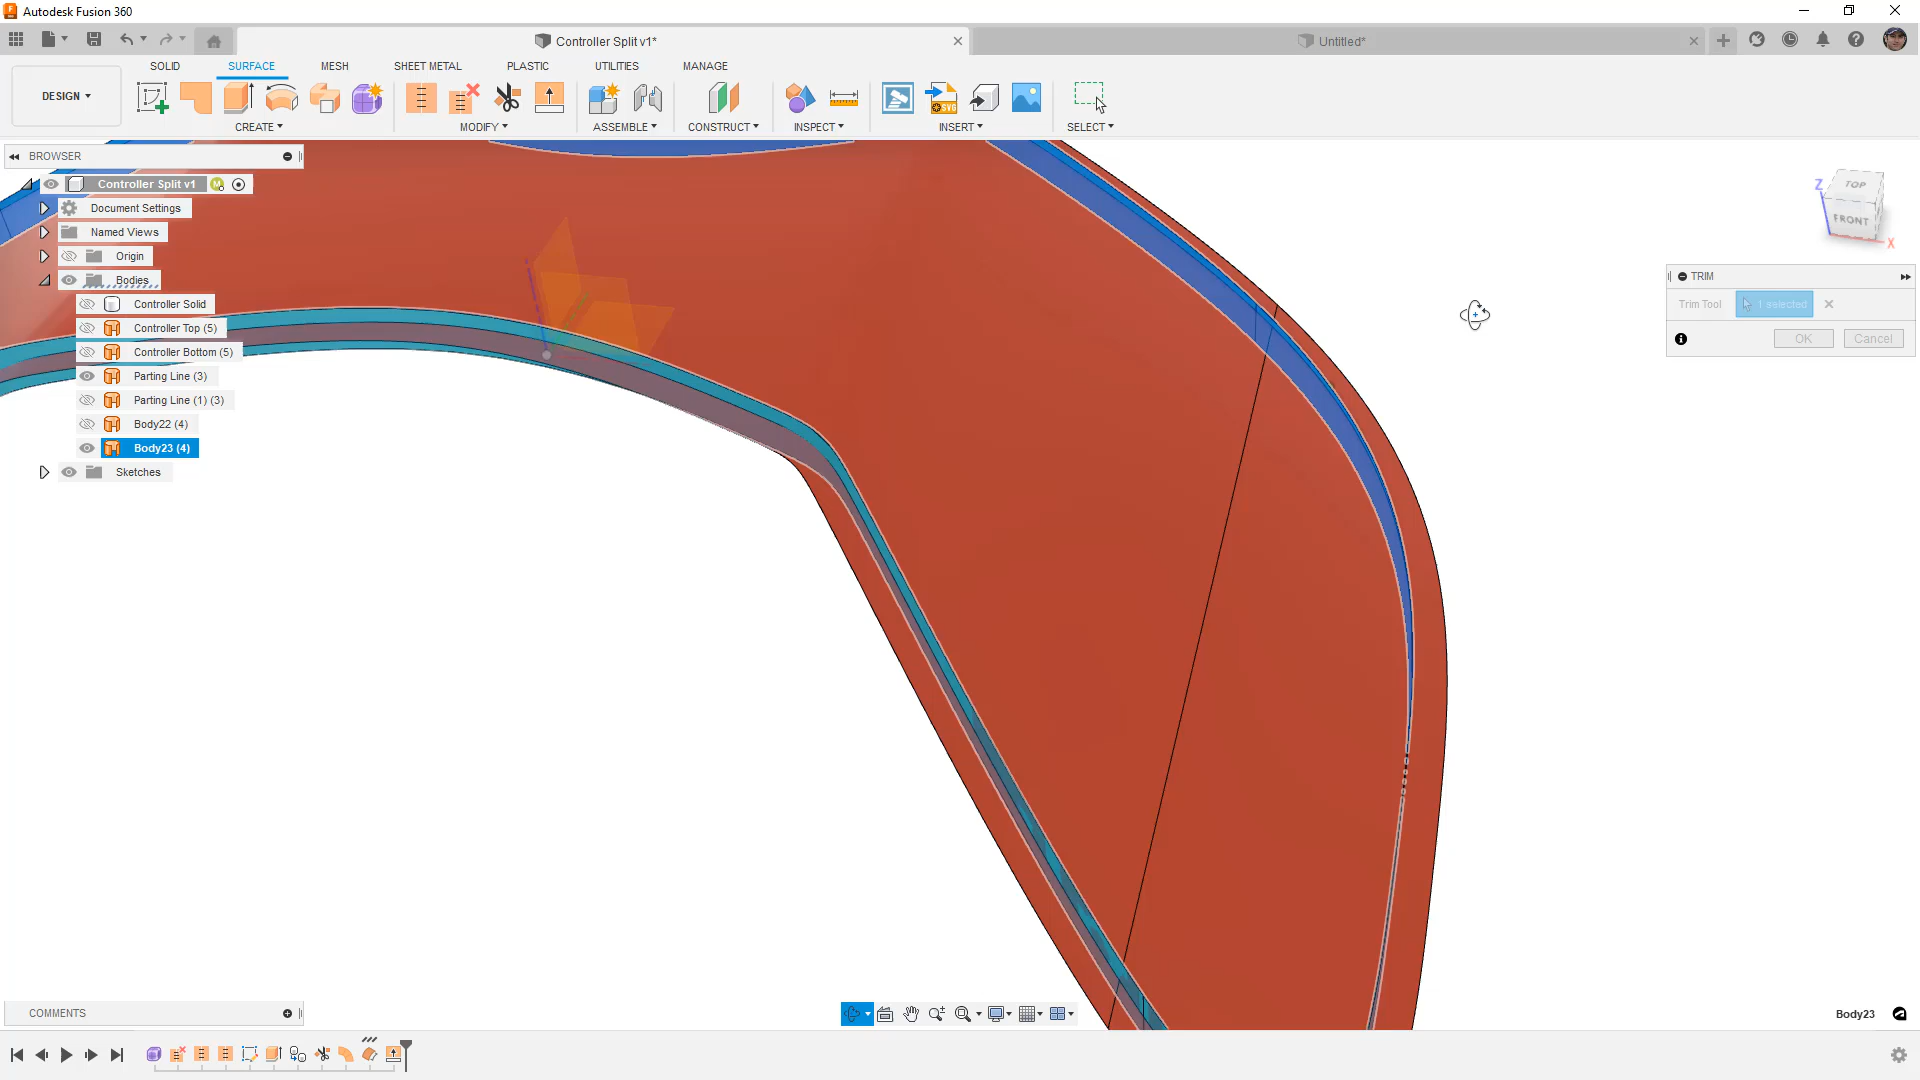 Autodesk Fusion 360
Controller Split v1*
Untitled*
DESIGN
SOLID
SURFACE
MESH
SHEET METAL
PLASTIC
UTILITIES
MANAGE
CREATE
MODIFY
ASSEMBLE
CONSTRUCT
INSPECT
INSERT
SELECT
SVG
BROWSER
Controller Split v1
Document Settings
Named Views
Origin
Bodies
Controller Solid
Controller Top (5)
Controller Bottom (5)
Parting Line (3)
Parting Line (1) (3)
Body22 (4)
Body23 (4)
Sketches
Z
TOP
FRONT
X
TRIM
Trim Tool
1 selected
OK
Cancel
COMMENTS
Body23